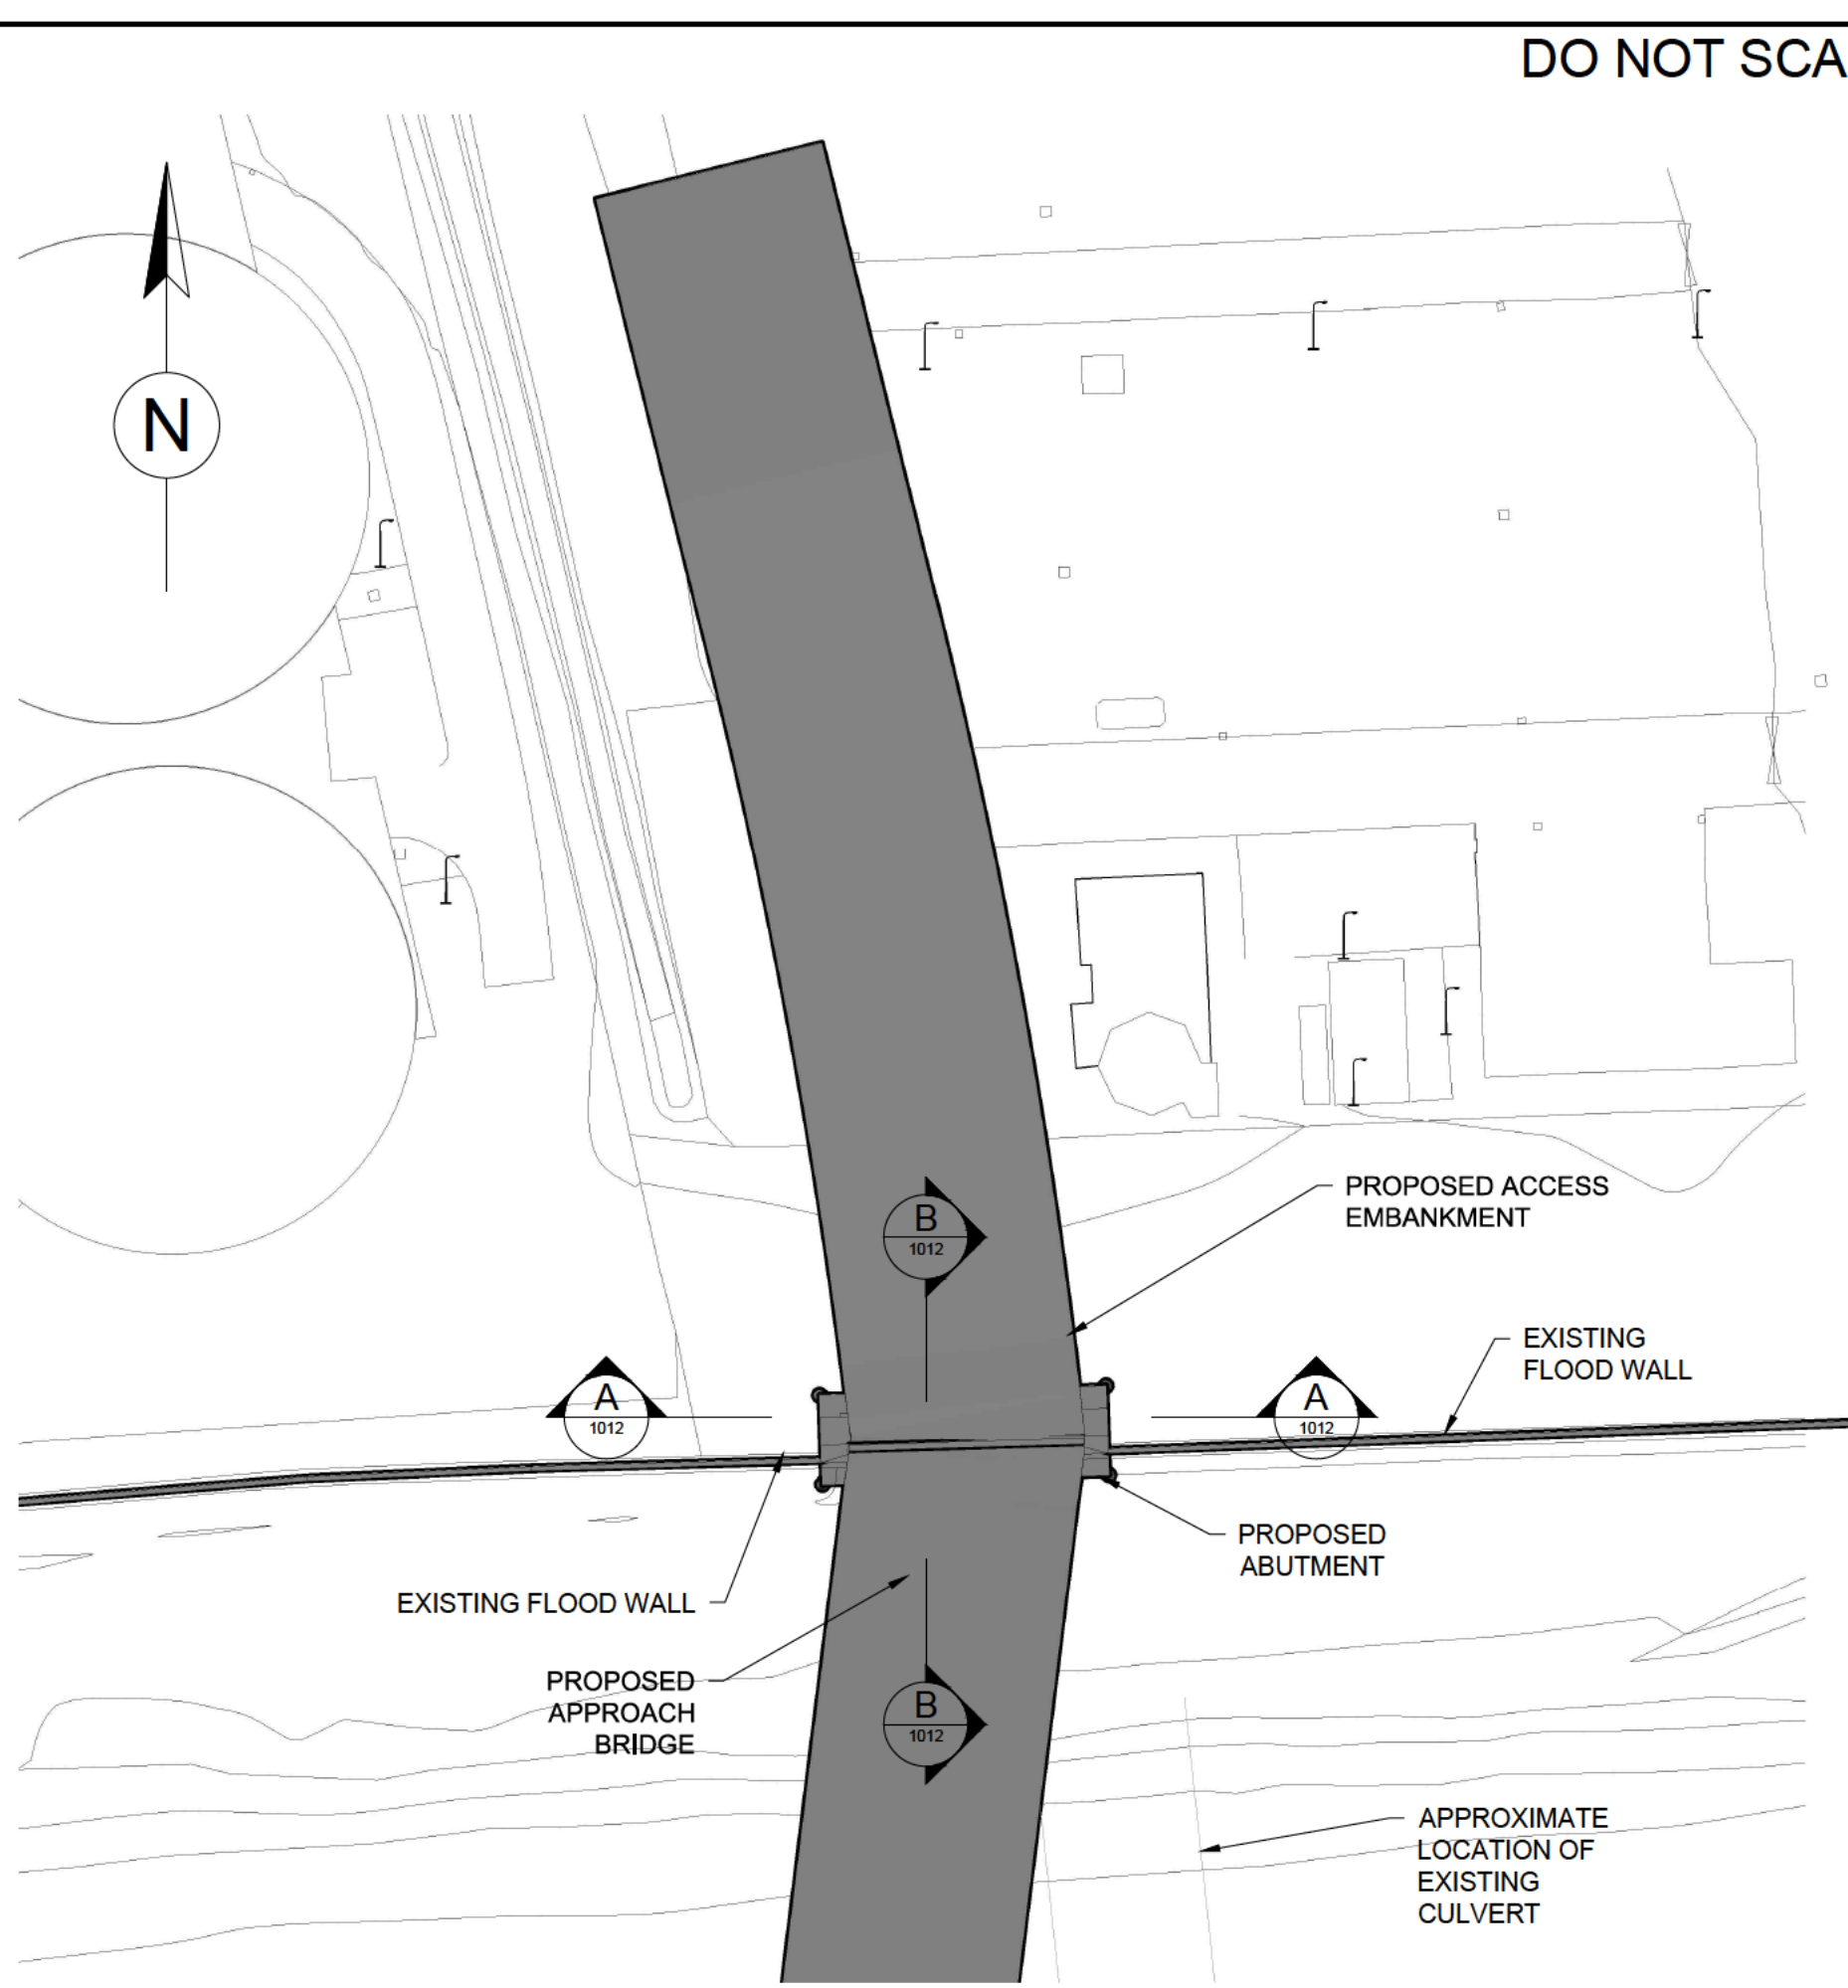 DO NOT SCA
N
B
1012
PROPOSED ACCESS
EMBANKMENT
EXISTING
FLOOD WALL
A
1012
A
1012
PROPOSED
ABUTMENT
EXISTING FLOOD WALL
PROPOSED
APPROACH
BRIDGE
B
1012
APPROXIMATE
LOCATION OF
EXISTING
CULVERT